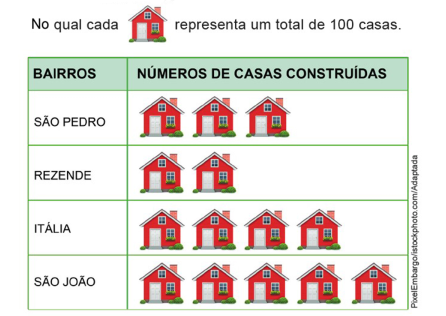 No qual cada representa um total de 100 casas.
BAIRROS NÚMEROS DE CASAS CONSTRUÍDAS
SÃO PEDRO
REZENDE
ITÁLIA
SÃO JOÃO
PixelEmbargo/istockphoto.com/Adaptada